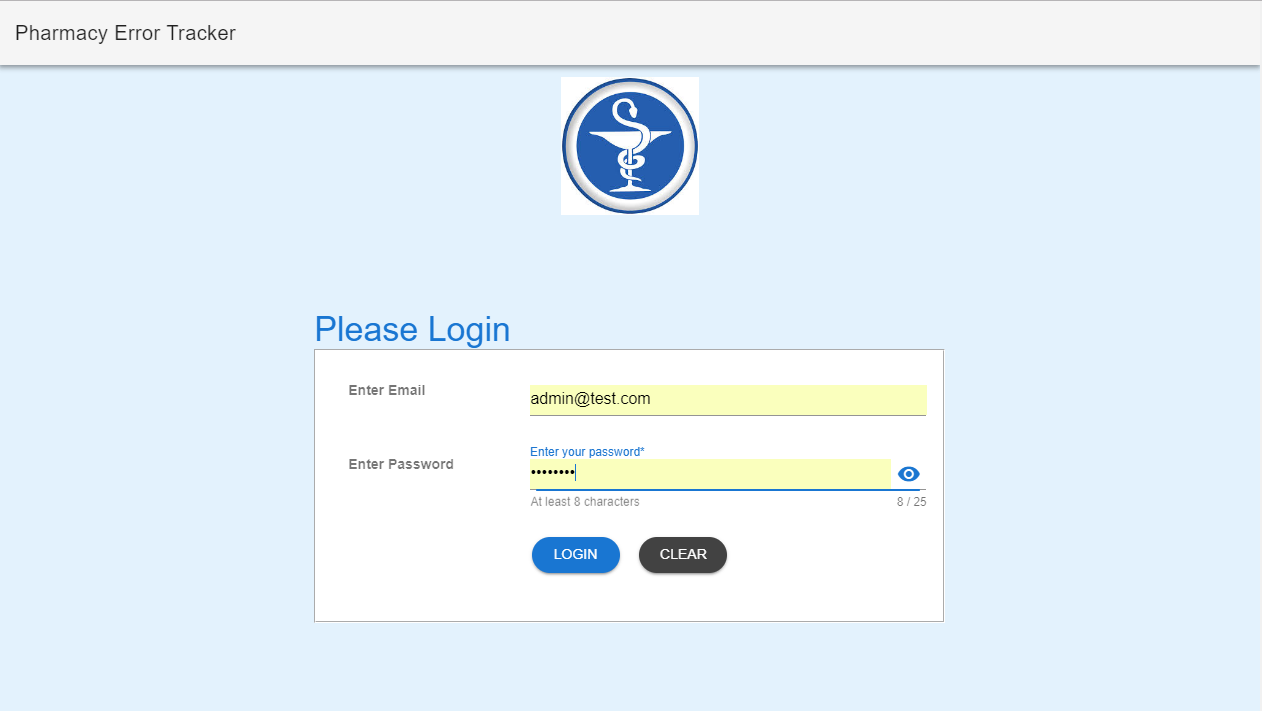 Pharmacy Error Tracker
Please Login
Enter Email
admin@test.com
Enter your password*
Enter Password
••••••••
At least 8 characters
8 / 25
LOGIN
CLEAR